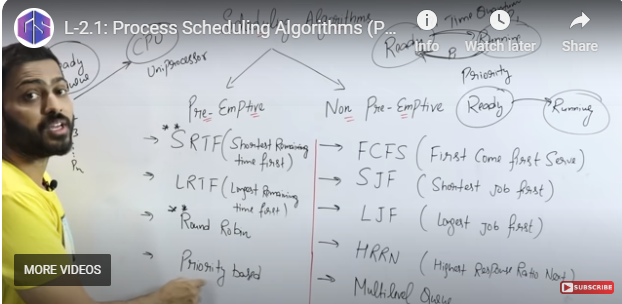 L-2.1: Process Scheduling Algorithms (P...
Info
Watch later
Share
Scheduling Algorithms
CPU
Uniprocessor
Ready
Queue
Pn
Time Quantum
Ready
Running
P1
Priority
Ready
Running
Pre-Emptive
** SRTF (Shortest Remaining
time first)
LRTF (Longest Remaining
time first)
** Round Robin
Priority based
Non Pre-Emptive
FCFS (First Come first Serve)
SJF (Shortest Job first)
LJF (Longest Job first)
HRRN (Highest Response Ratio Next)
Multilevel Queue
MORE VIDEOS
SUBSCRIBE